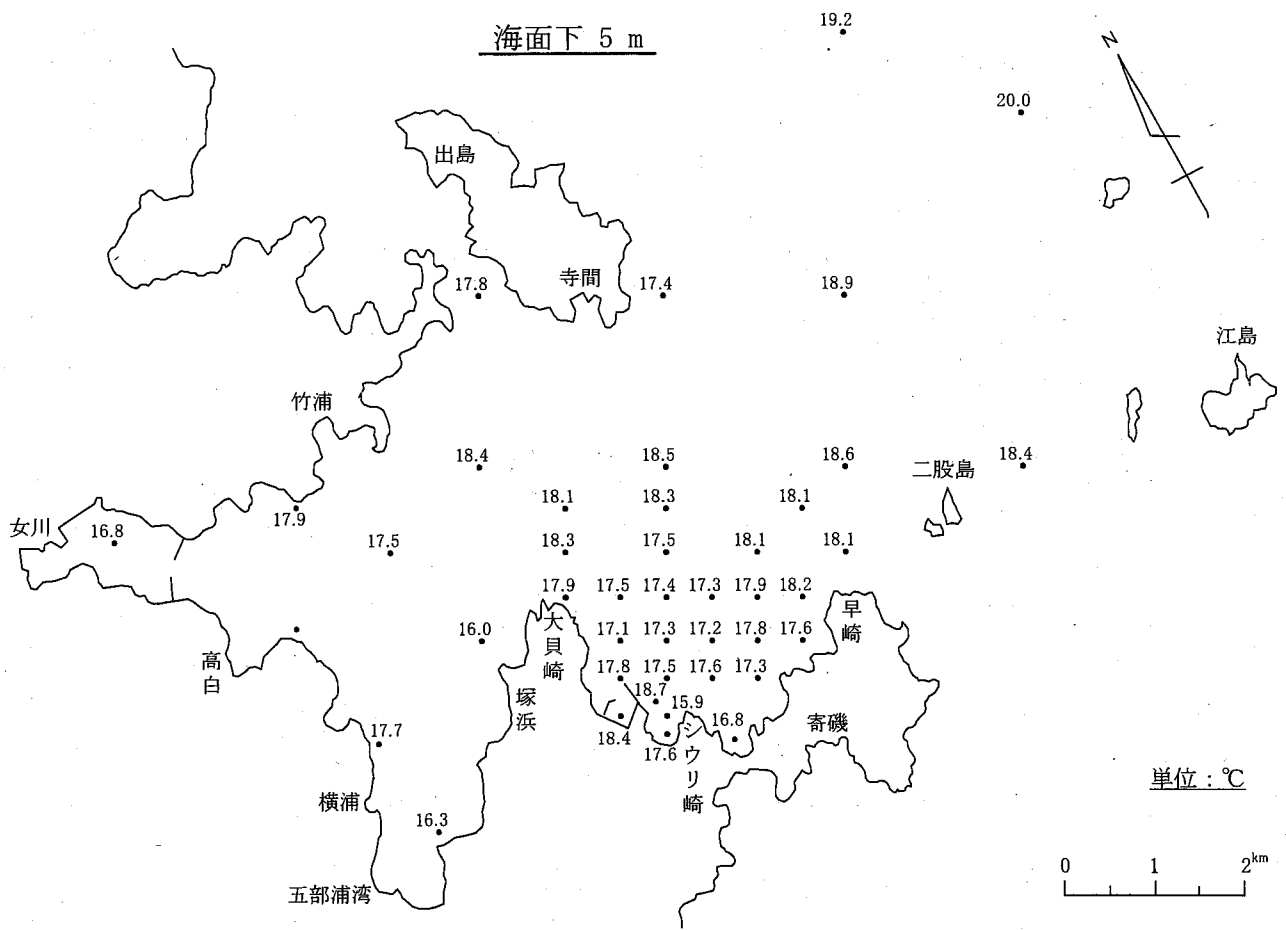 海面下 5 m
19.2
N
20.0
出島
寺間
17.8
17.4
18.9
江島
竹浦
18.4
18.5
18.6
二股島
18.4
女川
16.8
17.9
18.1
18.3
18.1
17.5
18.3
17.5
18.1
18.1
17.9
17.5
17.4
17.3
17.9
18.2
大貝崎
早崎
16.0
17.1
17.3
17.2
17.8
17.6
高白
塚浜
17.8
17.5
17.6
17.3
18.7
15.9
寄磯
17.7
18.4
17.6
シウリ崎
16.8
単位：℃
横浦
16.3
0 1 2km
五部浦湾